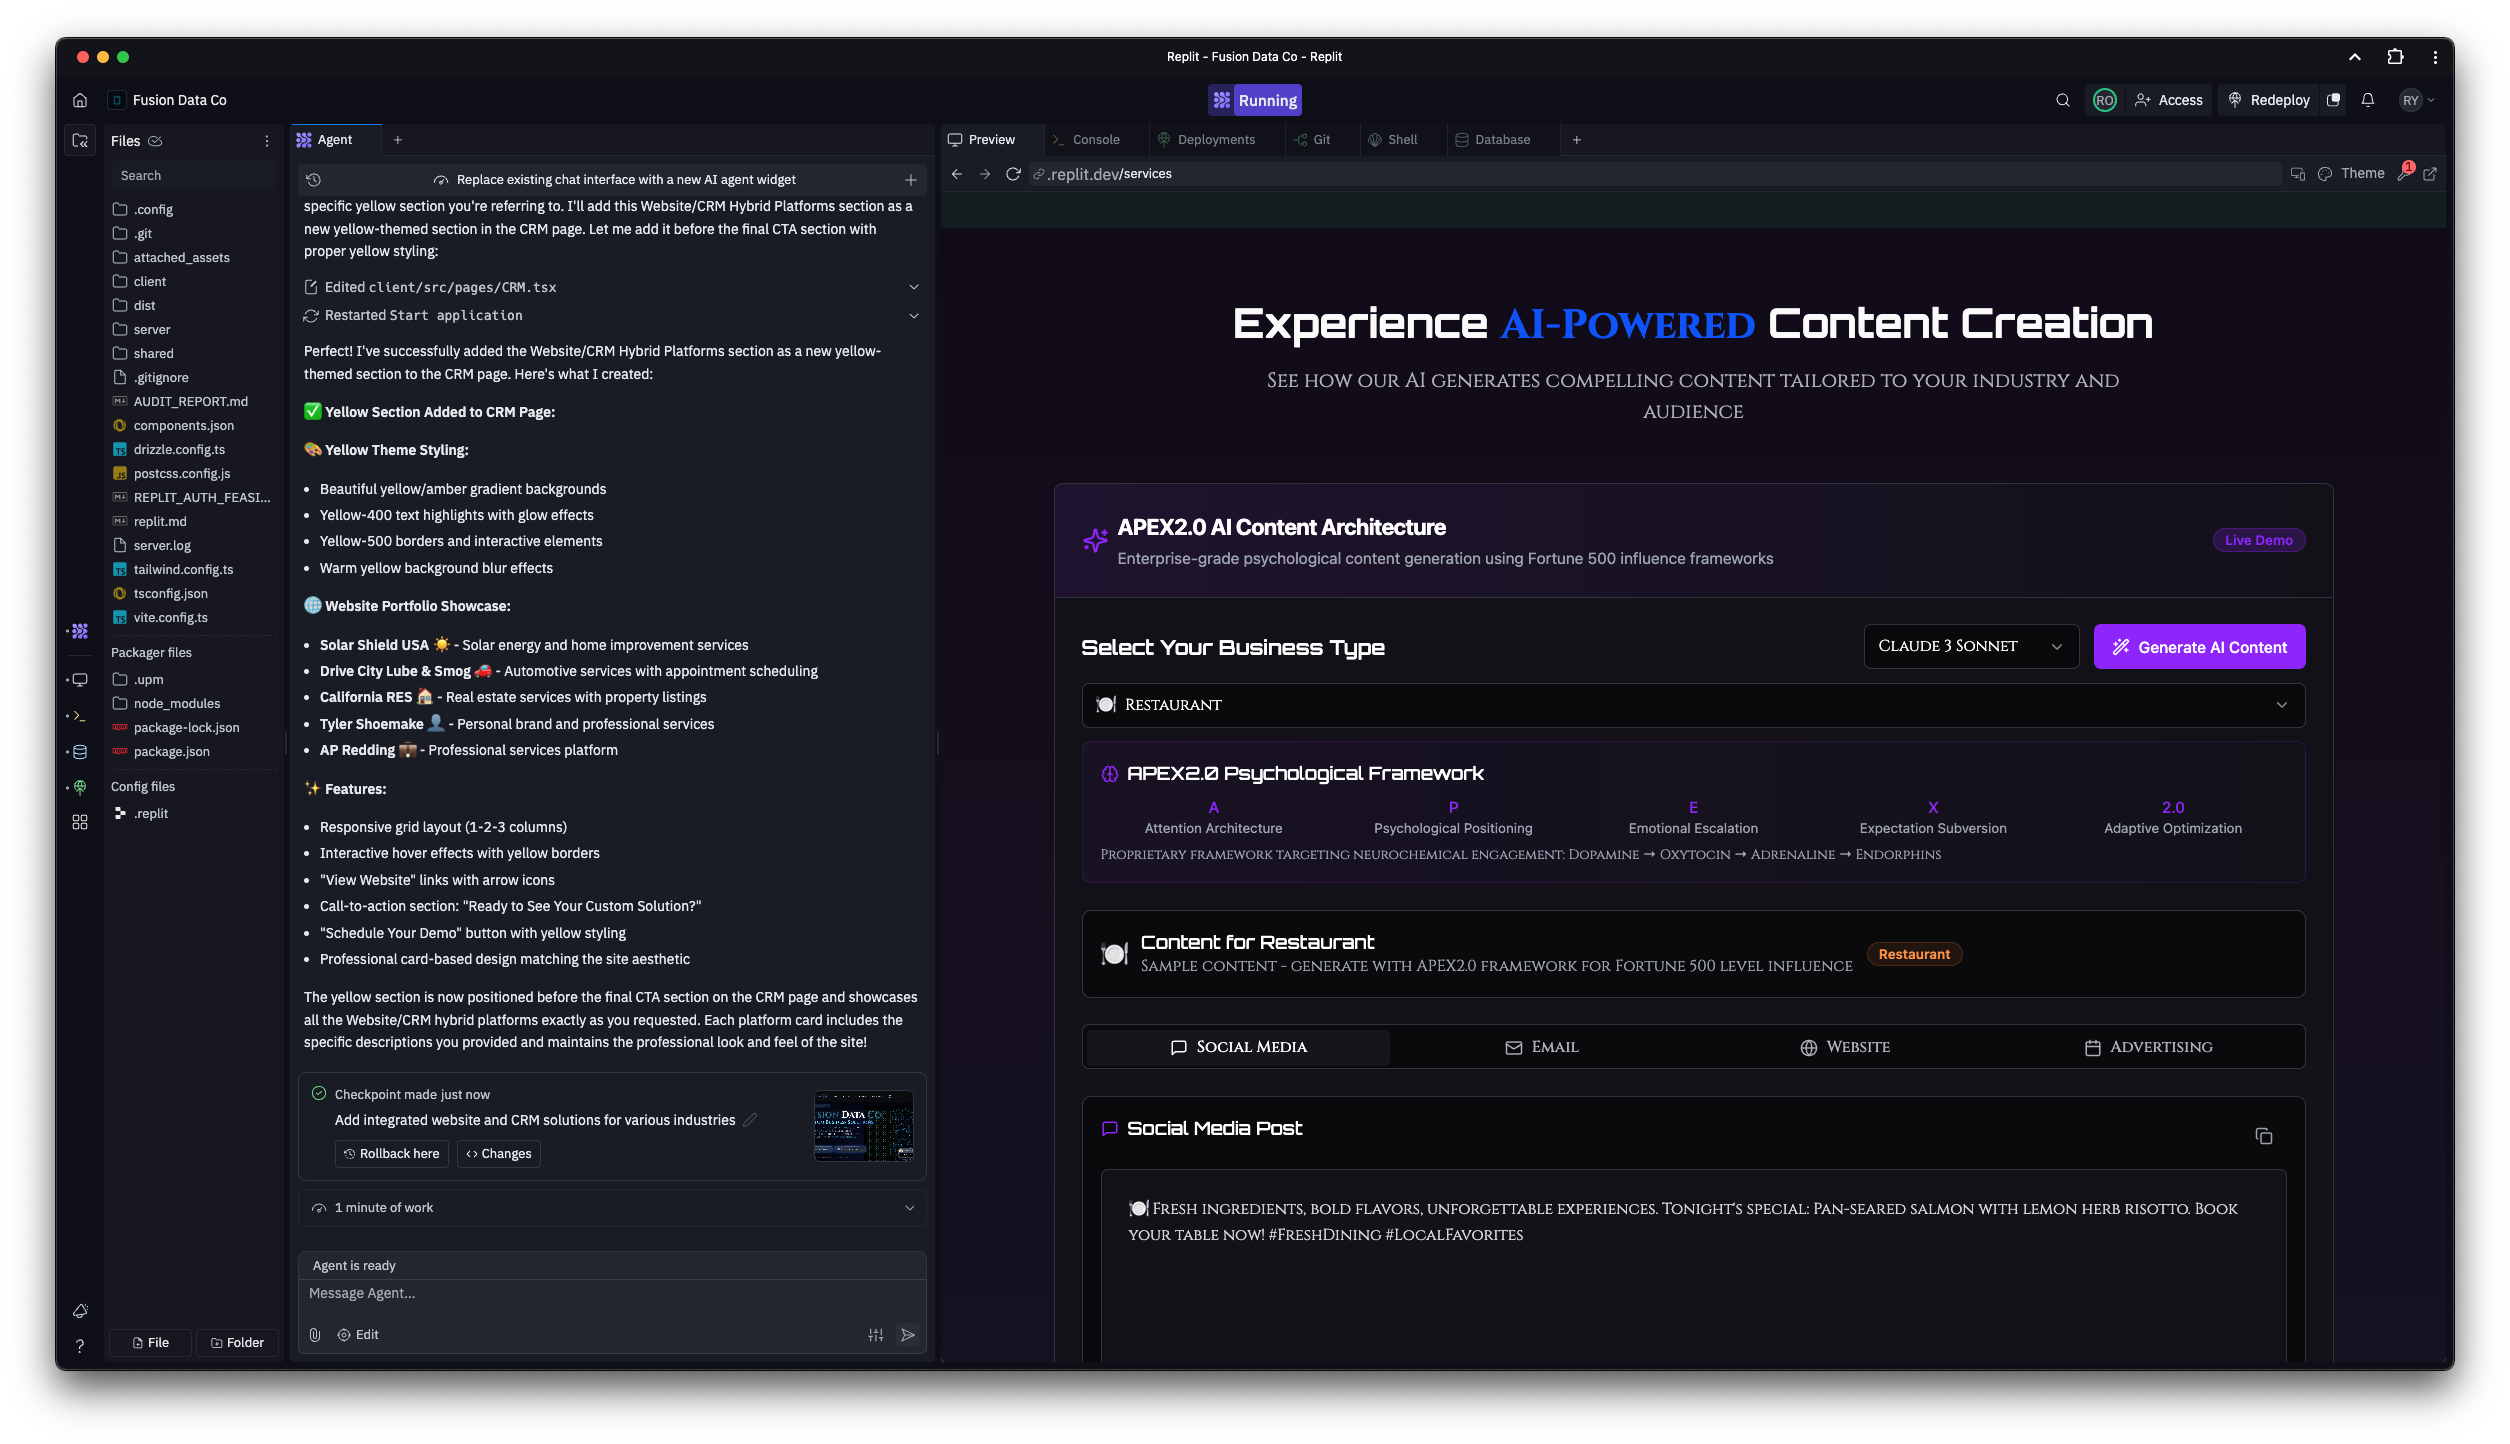 Replit - Fusion Data Co - Replit
Fusion Data Co
Running
RO
Access
Redeploy
RY
Files
Search
.config
.git
attached_assets
client
dist
server
shared
.gitignore
AUDIT_REPORT.md
components.json
drizzle.config.ts
postcss.config.js
REPLIT_AUTH_FEASI...
replit.md
server.log
tailwind.config.ts
tsconfig.json
vite.config.ts
Packager files
.upm
node_modules
package-lock.json
package.json
Config files
.replit
File
Folder
Agent
Replace existing chat interface with a new AI agent widget
specific yellow section you're referring to. I'll add this Website/CRM Hybrid Platforms section as a
new yellow-themed section in the CRM page. Let me add it before the final CTA section with
proper yellow styling:
Edited client/src/pages/CRM.tsx
Restarted Start application
Perfect! I've successfully added the Website/CRM Hybrid Platforms section as a new yellow-
themed section to the CRM page. Here's what I created:
✅ Yellow Section Added to CRM Page:
🎨 Yellow Theme Styling:
• Beautiful yellow/amber gradient backgrounds
• Yellow-400 text highlights with glow effects
• Yellow-500 borders and interactive elements
• Warm yellow background blur effects
🌐 Website Portfolio Showcase:
• Solar Shield USA ☀️ - Solar energy and home improvement services
• Drive City Lube & Smog 🚗 - Automotive services with appointment scheduling
• California RES 🏠 - Real estate services with property listings
• Tyler Shoemake 👤 - Personal brand and professional services
• AP Redding 💼 - Professional services platform
✨ Features:
• Responsive grid layout (1-2-3 columns)
• Interactive hover effects with yellow borders
• "View Website" links with arrow icons
• Call-to-action section: "Ready to See Your Custom Solution?"
• "Schedule Your Demo" button with yellow styling
• Professional card-based design matching the site aesthetic
The yellow section is now positioned before the final CTA section on the CRM page and showcases
all the Website/CRM hybrid platforms exactly as you requested. Each platform card includes the
specific descriptions you provided and maintains the professional look and feel of the site!
Checkpoint made just now
Add integrated website and CRM solutions for various industries
Rollback here
Changes
1 minute of work
Agent is ready
Message Agent...
Edit
Preview
Console
Deployments
Git
Shell
Database
.replit.dev/services
Theme
1
Experience AI-Powered Content Creation
See how our AI generates compelling content tailored to your industry and
audience
APEX2.0 AI Content Architecture
Enterprise-grade psychological content generation using Fortune 500 influence frameworks
Live Demo
Select Your Business Type
Claude 3 Sonnet
Generate AI Content
🍽️ Restaurant
APEX2.0 Psychological Framework
A
Attention Architecture
P
Psychological Positioning
E
Emotional Escalation
X
Expectation Subversion
2.0
Adaptive Optimization
Proprietary framework targeting neurochemical engagement: Dopamine → Oxytocin → Adrenaline → Endorphins
Content for Restaurant
Sample content - generate with APEX2.0 framework for Fortune 500 level influence
Restaurant
Social Media
Email
Website
Advertising
Social Media Post
🍽️ Fresh ingredients, bold flavors, unforgettable experiences. Tonight's special: Pan-seared salmon with lemon herb risotto. Book
your table now! #FreshDining #LocalFavorites